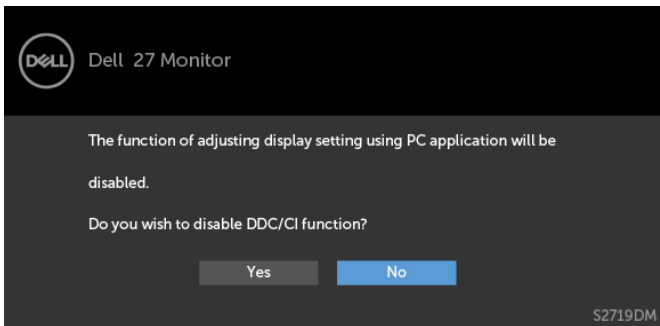 DELL Dell 27 Monitor
The function of adjusting display setting using PC application will be
disabled.
Do you wish to disable DDC/CI function?
Yes No
S2719DM